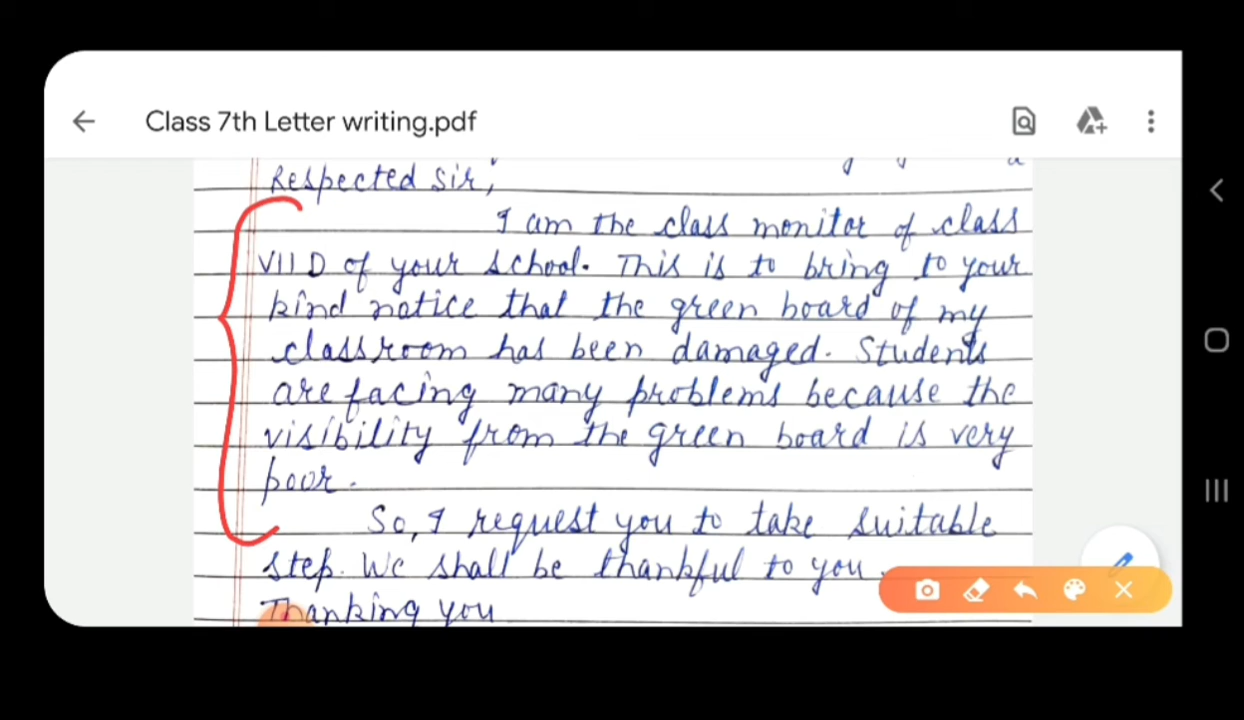 Class 7th Letter writing.pdf
Respected Sir,
I am the class monitor of class
VII D of your school. This is to bring to your
kind notice that the green board of my
classroom has been damaged. Students
are facing many problems because the
visibility from the green board is very
poor.
So, I request you to take suitable
step. We shall be thankful to you.
Thanking you